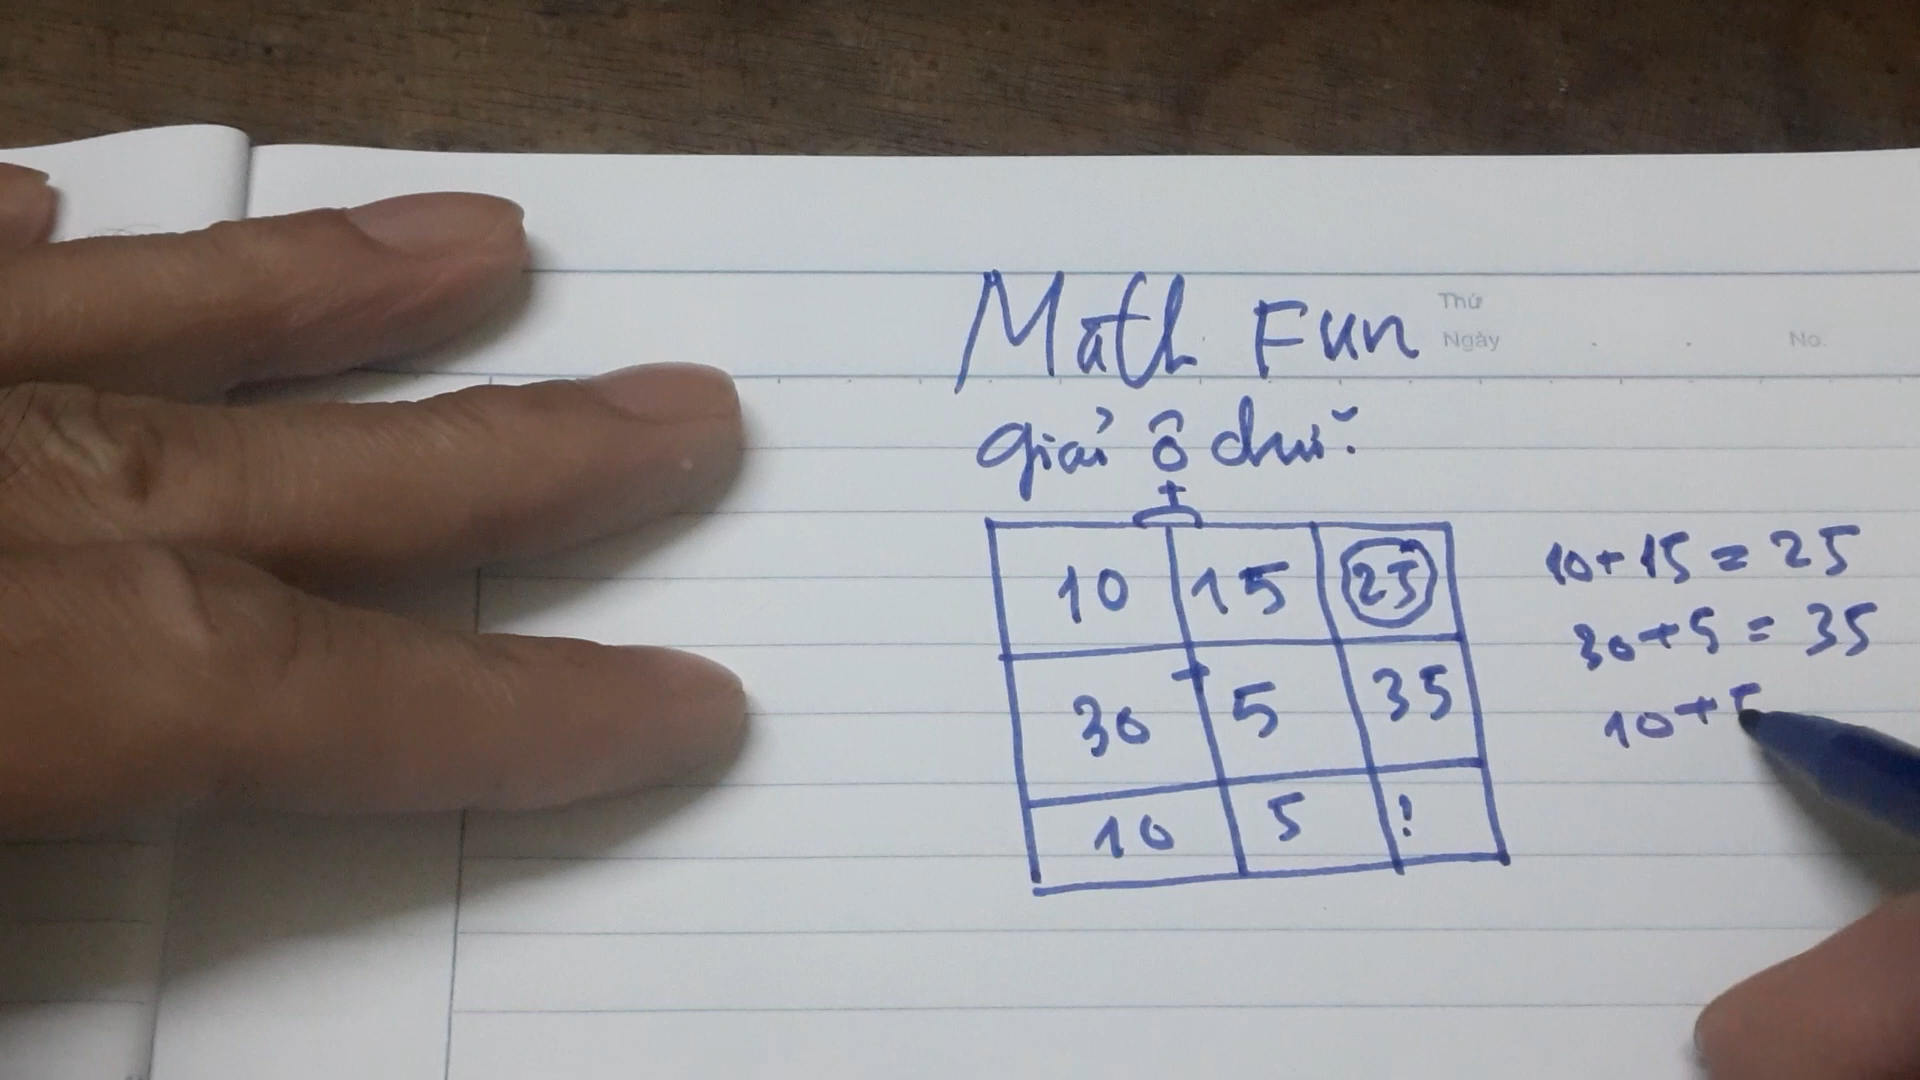 Math Fun
Thứ
Ngày . . No.
giải ô chữ:
+
10 15 25
10+15 = 25
30 + 5 35
30+5 = 35
10+5
10 5 ?